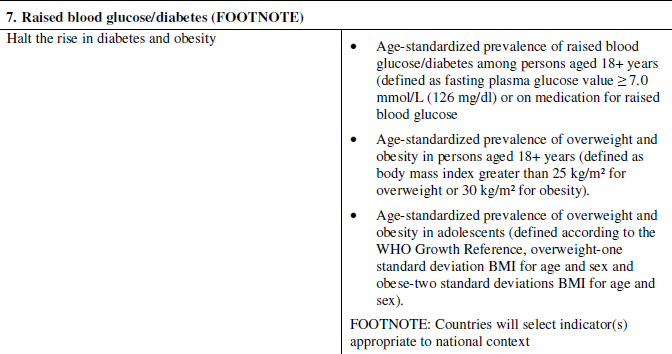 7. Raised blood glucose/diabetes (FOOTNOTE)
Halt the rise in diabetes and obesity
• Age-standardized prevalence of raised blood
glucose/diabetes among persons aged 18+ years
(defined as fasting plasma glucose value ≥7.0
mmol/L (126 mg/dl) or on medication for raised
blood glucose
• Age-standardized prevalence of overweight and
obesity in persons aged 18+ years (defined as
body mass index greater than 25 kg/m² for
overweight or 30 kg/m² for obesity).
• Age-standardized prevalence of overweight and
obesity in adolescents (defined according to the
WHO Growth Reference, overweight-one
standard deviation BMI for age and sex and
obese-two standard deviations BMI for age and
sex).
FOOTNOTE: Countries will select indicator(s)
appropriate to national context